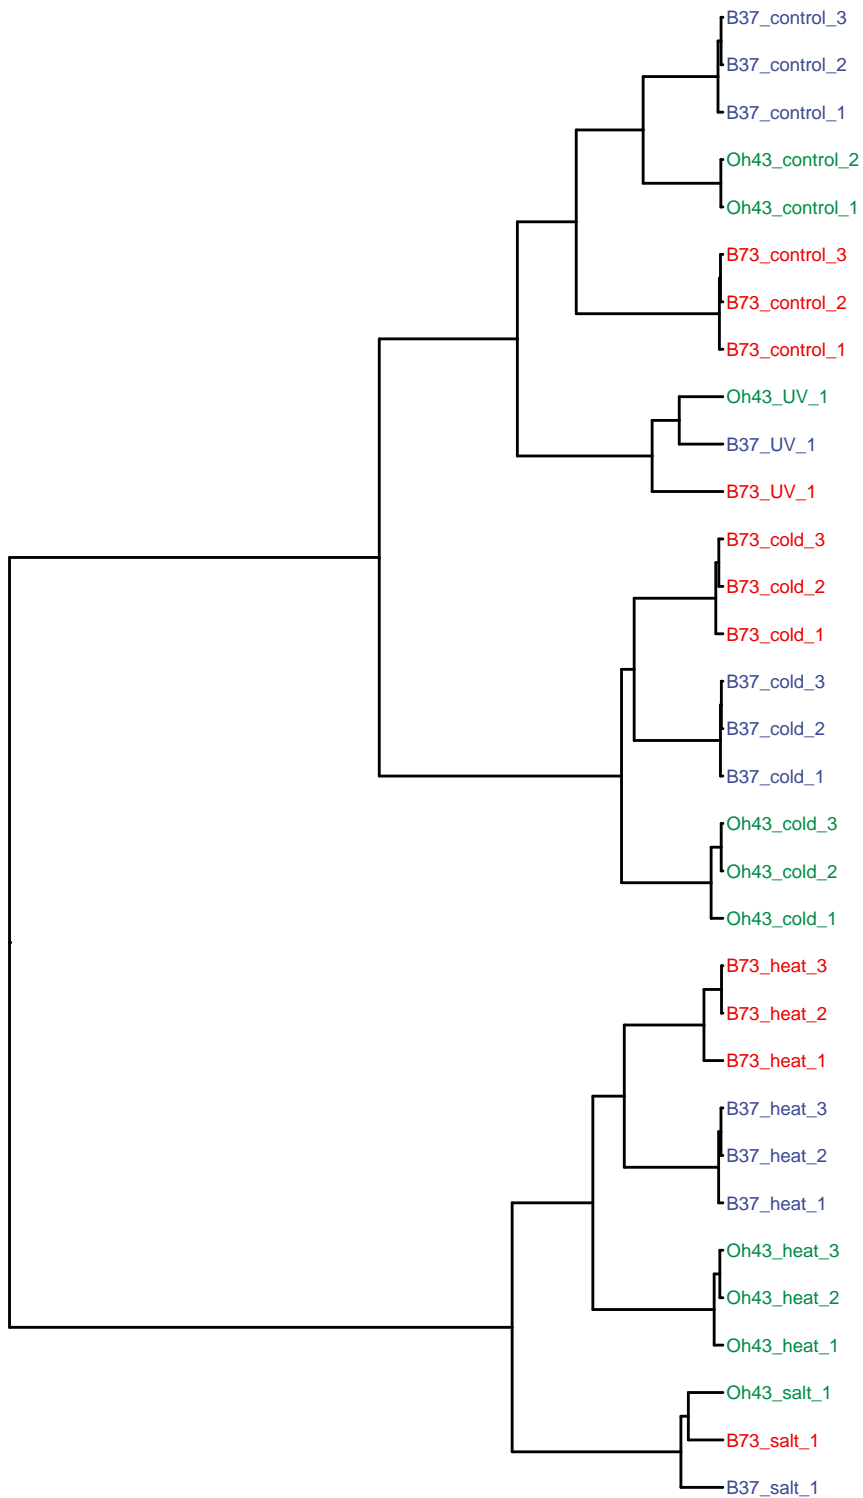 B37_control_3
B37_control_2
B37_control_1
Oh43_control_2
Oh43_control_1
B73_control_3
B73_control_2
B73_control_1
Oh43_UV_1
B37_UV_1
B73_UV_1
B73_cold_3
B73_cold_2
B73_cold_1
B37_cold_3
B37_cold_2
B37_cold_1
Oh43_cold_3
Oh43_cold_2
Oh43_cold_1
B73_heat_3
B73_heat_2
B73_heat_1
B37_heat_3
B37_heat_2
B37_heat_1
Oh43_heat_3
Oh43_heat_2
Oh43_heat_1
Oh43_salt_1
B73_salt_1
B37_salt_1